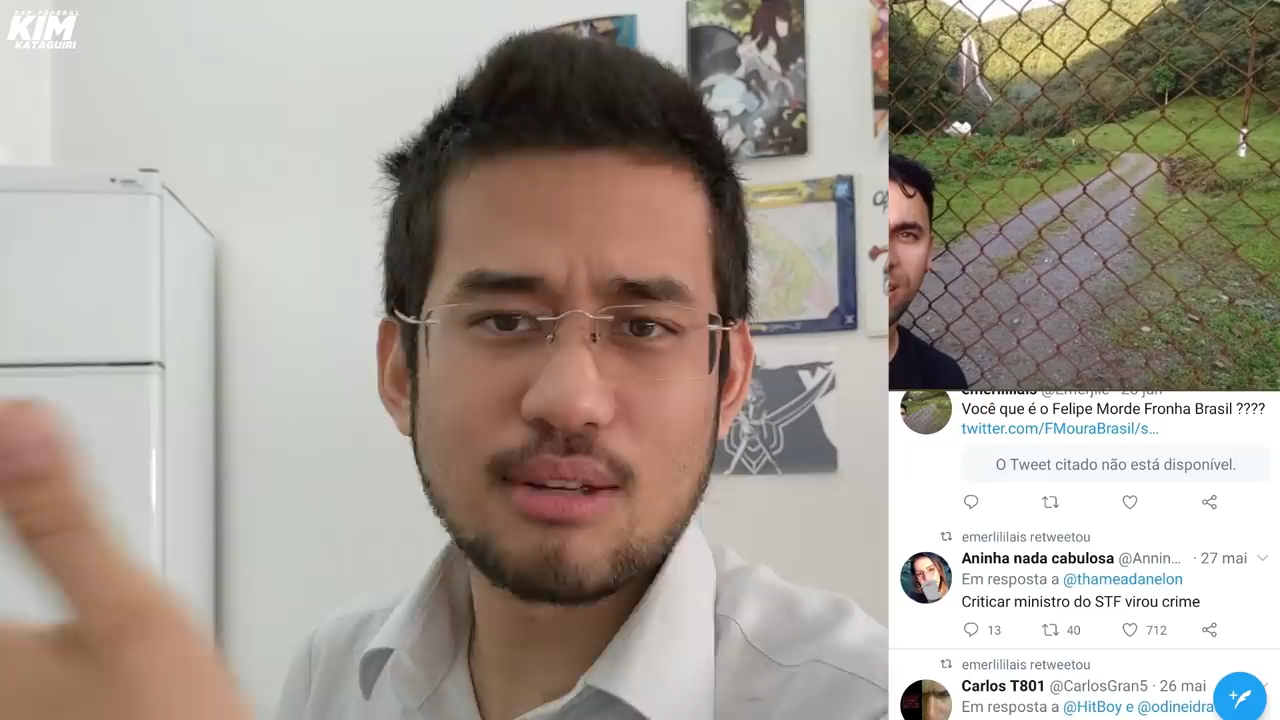 DEP. FEDERAL
KIM
KATAGUIRI
Você que é o Felipe Morde Fronha Brasil ????
twitter.com/FMouraBrasil/s...
O Tweet citado não está disponível.
emerlililais retweetou
Aninha nada cabulosa @Annin... · 27 mai
Em resposta a @thameadanelon
Criticar ministro do STF virou crime
13 40 712
emerlililais retweetou
Carlos T801 @CarlosGran5 · 26 mai
Em resposta a @HitBoy e @odineidra